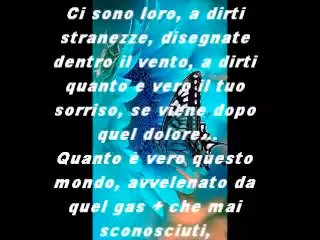 Ci sono loro, a dirti
stranezze, disegnate
dentro il vento, a dirti
quanto e vero il tuo
sorriso, se viene dopo
quel dolore...
Quanto è vero questo
mondo, avvelenato da
quel gas + che mai
sconosciuti,